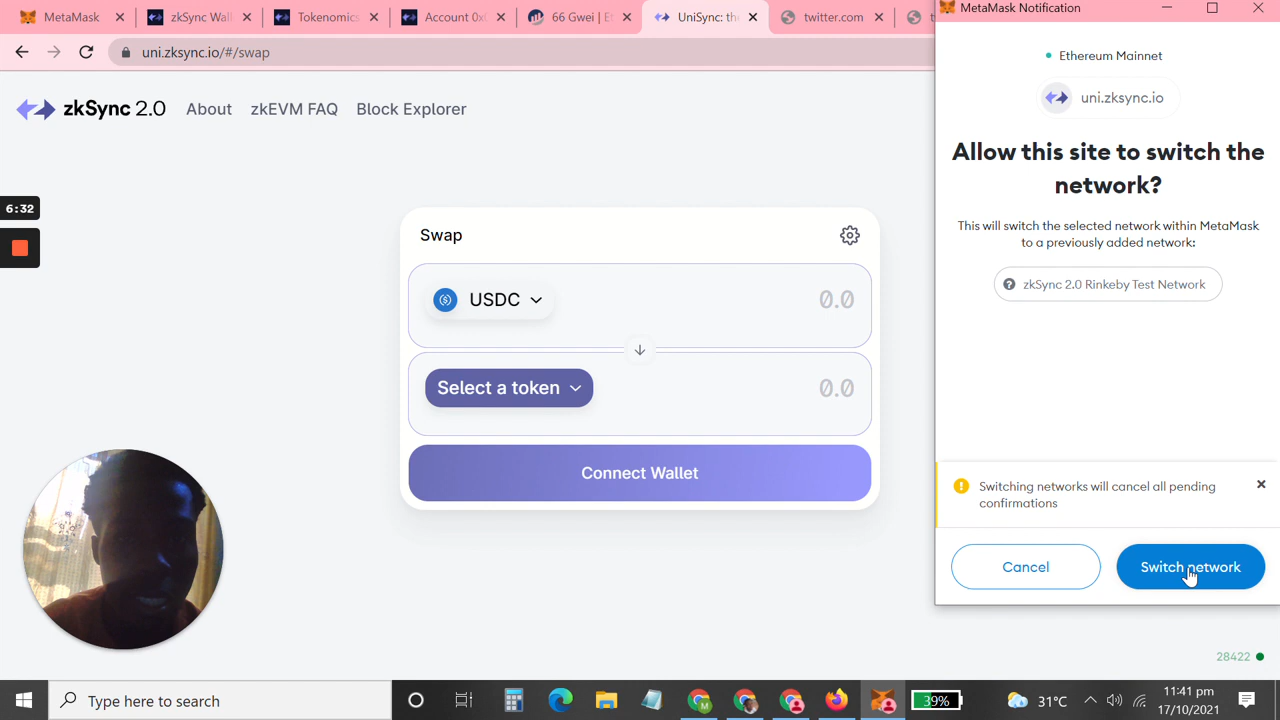 MetaMask
zkSync Wal
Tokenomics
Account 0x
66 Gwei | Et
UniSync: th
twitter.com
uni.zksync.io/#/swap
zkSync 2.0
About
zkEVM FAQ
Block Explorer
6:32
Swap
USDC
0.0
Select a token
0.0
Connect Wallet
MetaMask Notification
Ethereum Mainnet
uni.zksync.io
Allow this site to switch the
network?
This will switch the selected network within MetaMask
to a previously added network:
? zkSync 2.0 Rinkeby Test Network
Switching networks will cancel all pending
confirmations
Cancel
Switch network
28422
Type here to search
39%
31°C
11:41 pm
17/10/2021